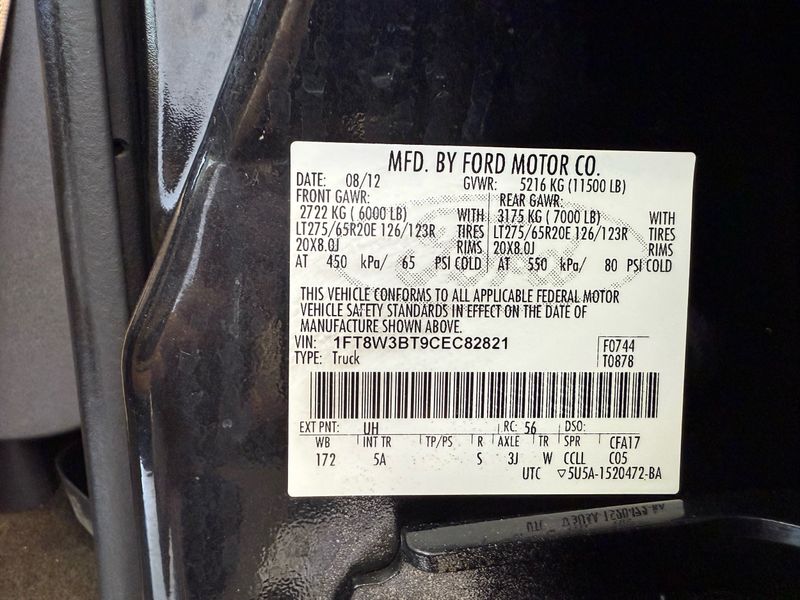 MFD. BY FORD MOTOR CO.
DATE: 08/12 GVWR: 5216 KG (11500 LB)
FRONT GAWR: REAR GAWR:
2722 KG ( 6000 LB) WITH 3175 KG ( 7000 LB) WITH
LT275/65R20E 126/123R TIRES LT275/65R20E 126/123R TIRES
20X8.0J RIMS 20X8.0J RIMS
AT 450 kPa/ 65 PSI COLD AT 550 kPa/ 80 PSI COLD
THIS VEHICLE CONFORMS TO ALL APPLICABLE FEDERAL MOTOR
VEHICLE SAFETY STANDARDS IN EFFECT ON THE DATE OF
MANUFACTURE SHOWN ABOVE.
VIN: 1FT8W3BT9CEC82821 F0744
TYPE: Truck T0878
EXT PNT: UH RC: 56 DSO:
WB INT TR TP/PS R AXLE TR SPR CFA17
172 5A S 3J W CCLL C05
UTC ▽5U5A-1520472-BA